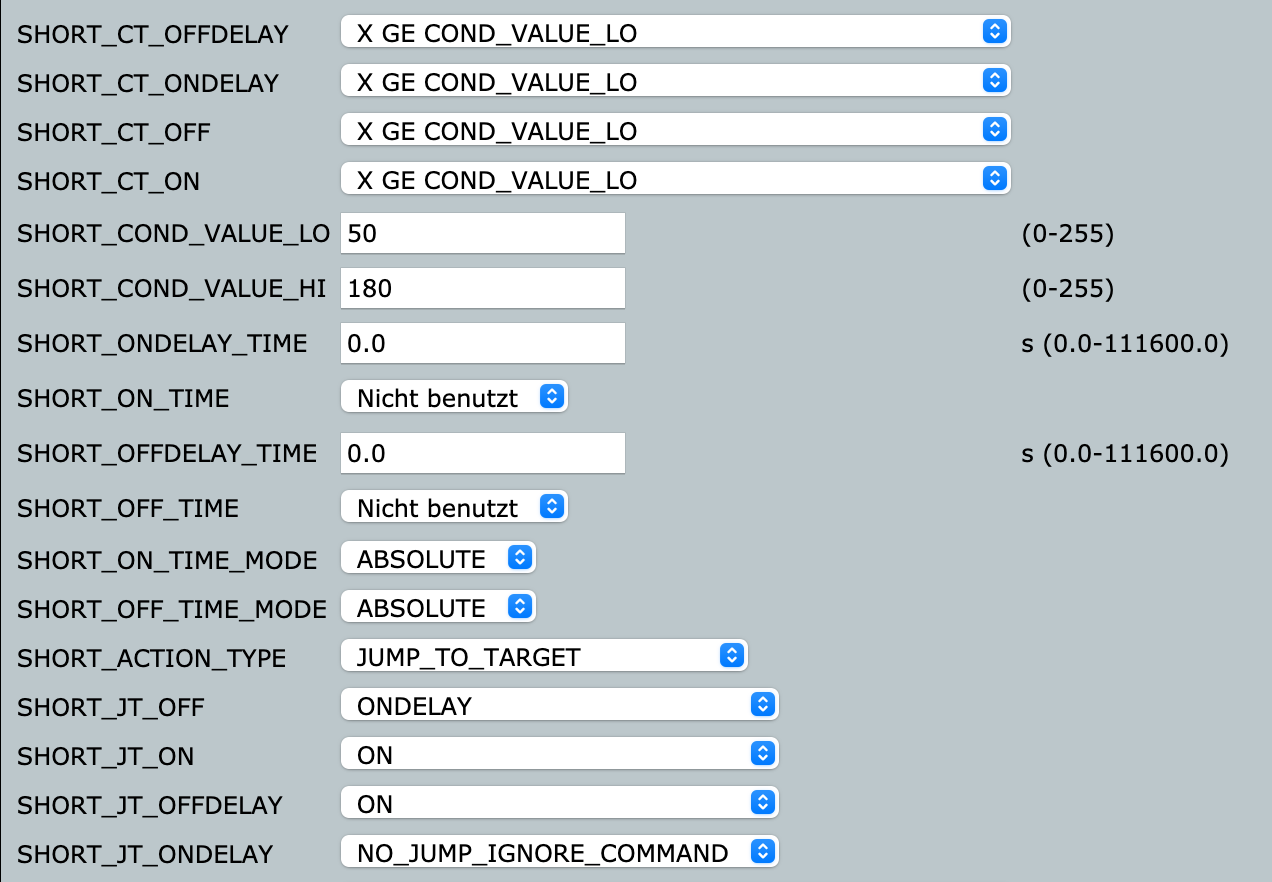 SHORT_CT_OFFDELAY X GE COND_VALUE_LO
SHORT_CT_ONDELAY X GE COND_VALUE_LO
SHORT_CT_OFF X GE COND_VALUE_LO
SHORT_CT_ON X GE COND_VALUE_LO
SHORT_COND_VALUE_LO 50 (0-255)
SHORT_COND_VALUE_HI 180 (0-255)
SHORT_ONDELAY_TIME 0.0 s (0.0-111600.0)
SHORT_ON_TIME Nicht benutzt
SHORT_OFFDELAY_TIME 0.0 s (0.0-111600.0)
SHORT_OFF_TIME Nicht benutzt
SHORT_ON_TIME_MODE ABSOLUTE
SHORT_OFF_TIME_MODE ABSOLUTE
SHORT_ACTION_TYPE JUMP_TO_TARGET
SHORT_JT_OFF ONDELAY
SHORT_JT_ON ON
SHORT_JT_OFFDELAY ON
SHORT_JT_ONDELAY NO_JUMP_IGNORE_COMMAND